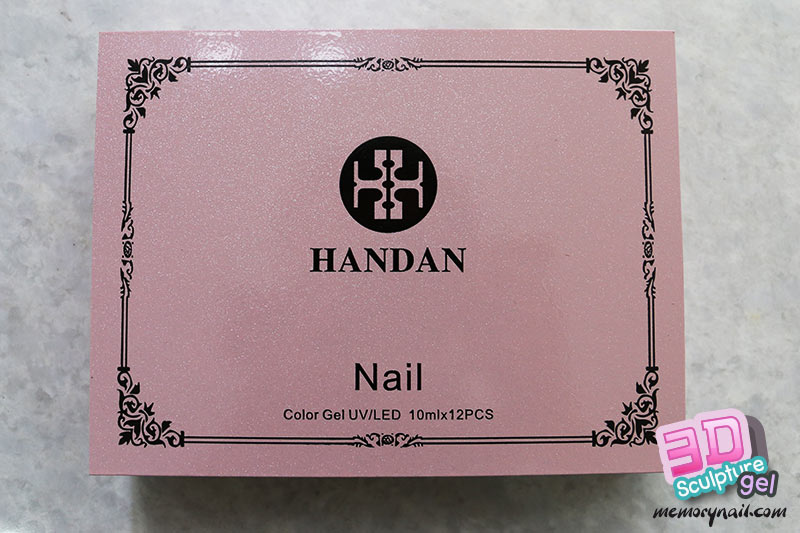 HANDAN
Nail
Color Gel UV/LED 10mlx12PCS
3D
Sculpture
gel
memorynail.com